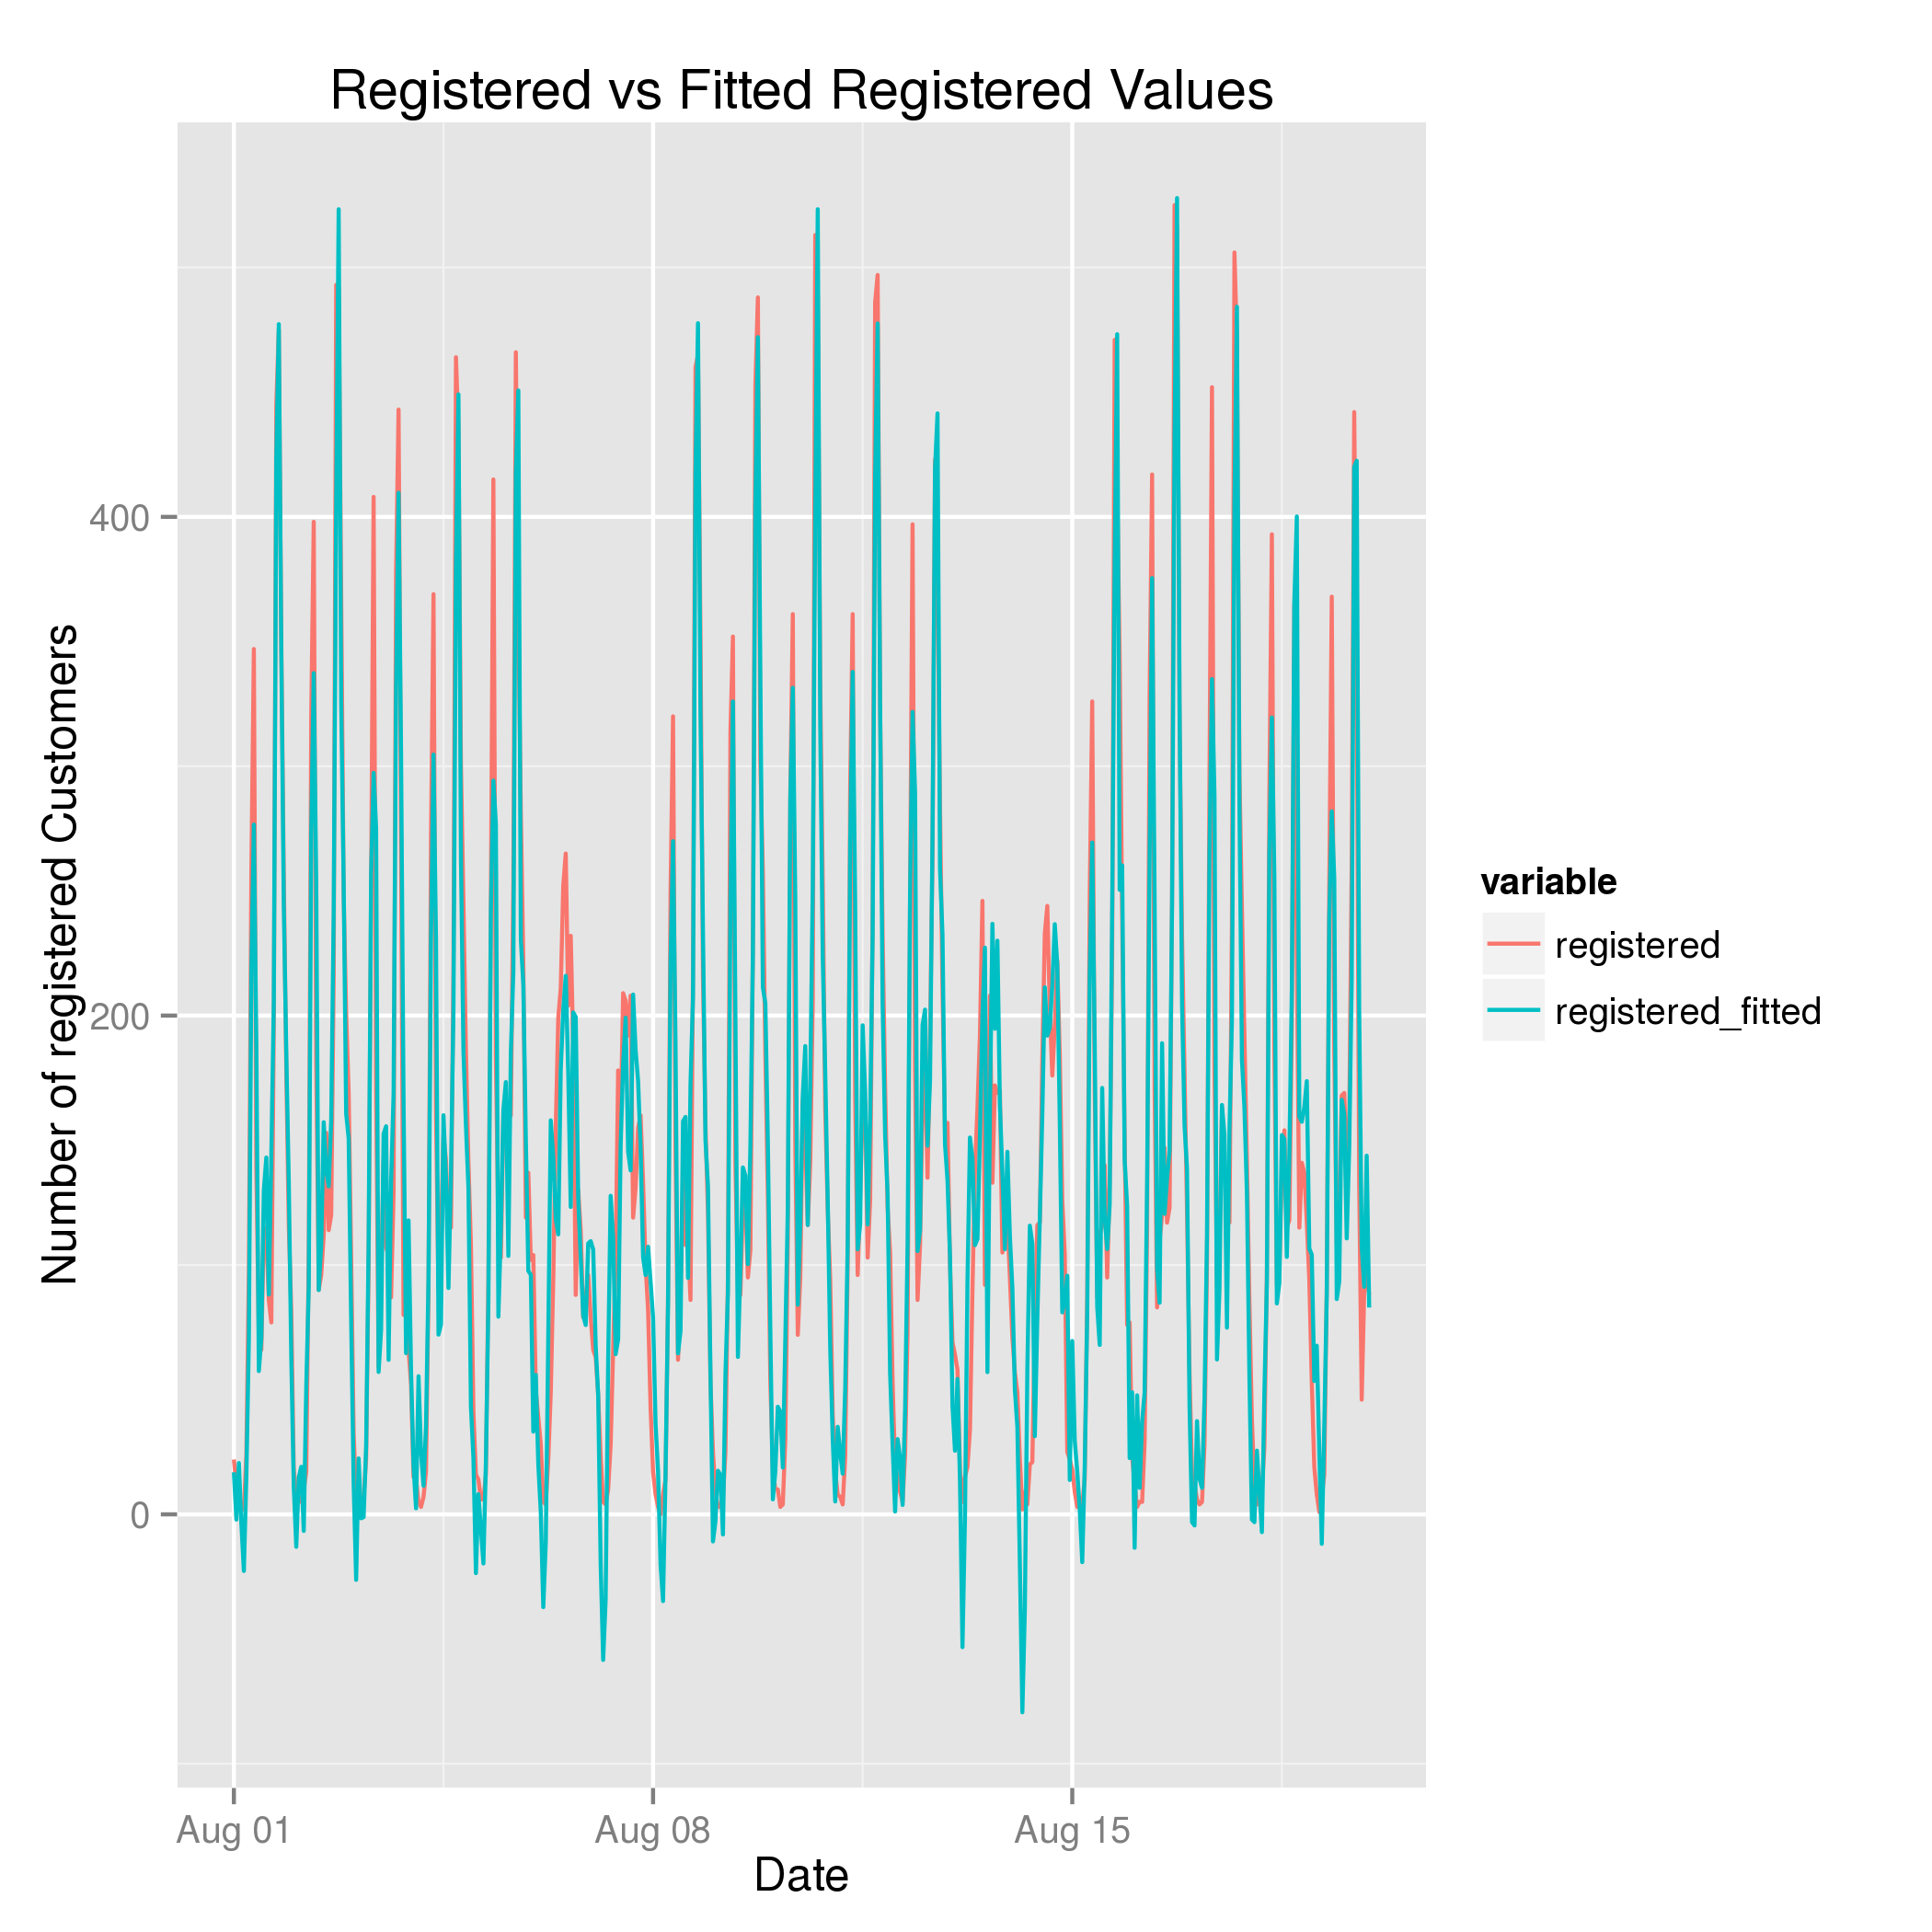 Registered vs Fitted Registered Values
Number of registered Customers
400
200
0
Aug 01
Aug 08
Aug 15
Date
variable
registered
registered_fitted